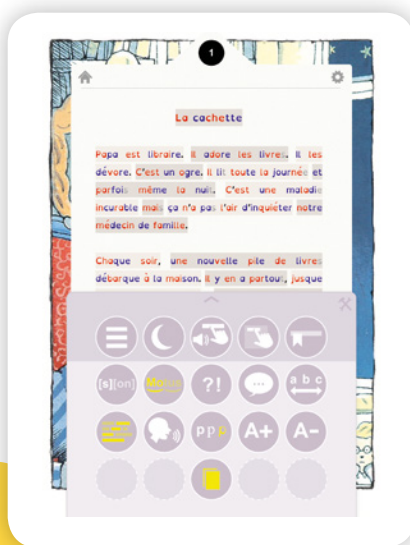 1
La cachette
Papa est libraire. Il adore les livres. Il les
dévore. C'est un ogre. Il lit toute la journée et
parfois même la nuit. C'est une maladie
incurable mais ça n'a pas l'air d'inquiéter notre
médecin de famille.
Chaque soir, une nouvelle pile de livres
débarque à la maison. Il y en a partout, jusque
[s][on] Motus ?! ... a b c
p p p A+ A-